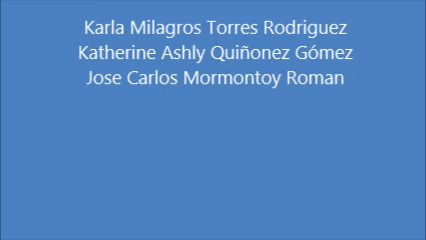 Karla Milagros Torres Rodriguez
Katherine Ashly Quiñonez Gómez
Jose Carlos Mormontoy Roman